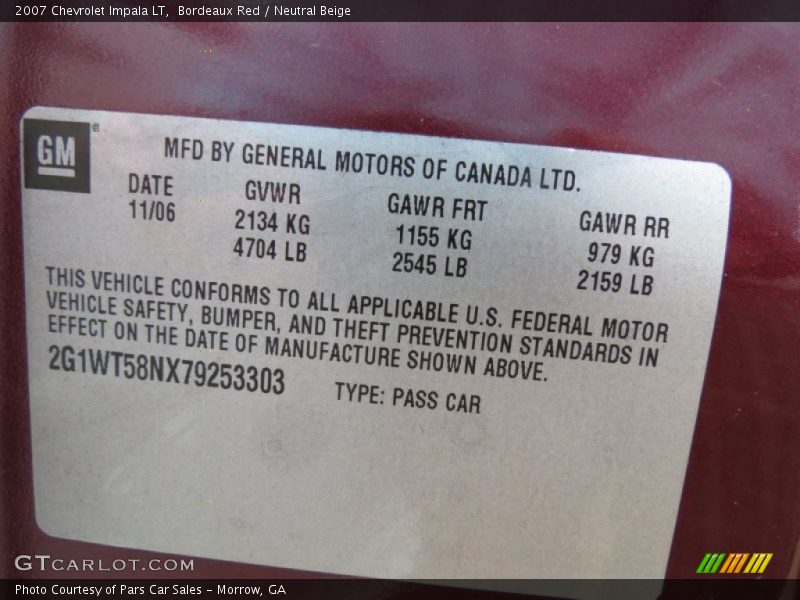 2007 Chevrolet Impala LT, Bordeaux Red / Neutral Beige
GM®
MFD BY GENERAL MOTORS OF CANADA LTD.
DATE GVWR GAWR FRT GAWR RR
11/06 2134 KG 1155 KG 979 KG
4704 LB 2545 LB 2159 LB
THIS VEHICLE CONFORMS TO ALL APPLICABLE U.S. FEDERAL MOTOR
VEHICLE SAFETY, BUMPER, AND THEFT PREVENTION STANDARDS IN
EFFECT ON THE DATE OF MANUFACTURE SHOWN ABOVE.
2G1WT58NX79253303 TYPE: PASS CAR
GTCARLOT.COM
Photo Courtesy of Pars Car Sales - Morrow, GA